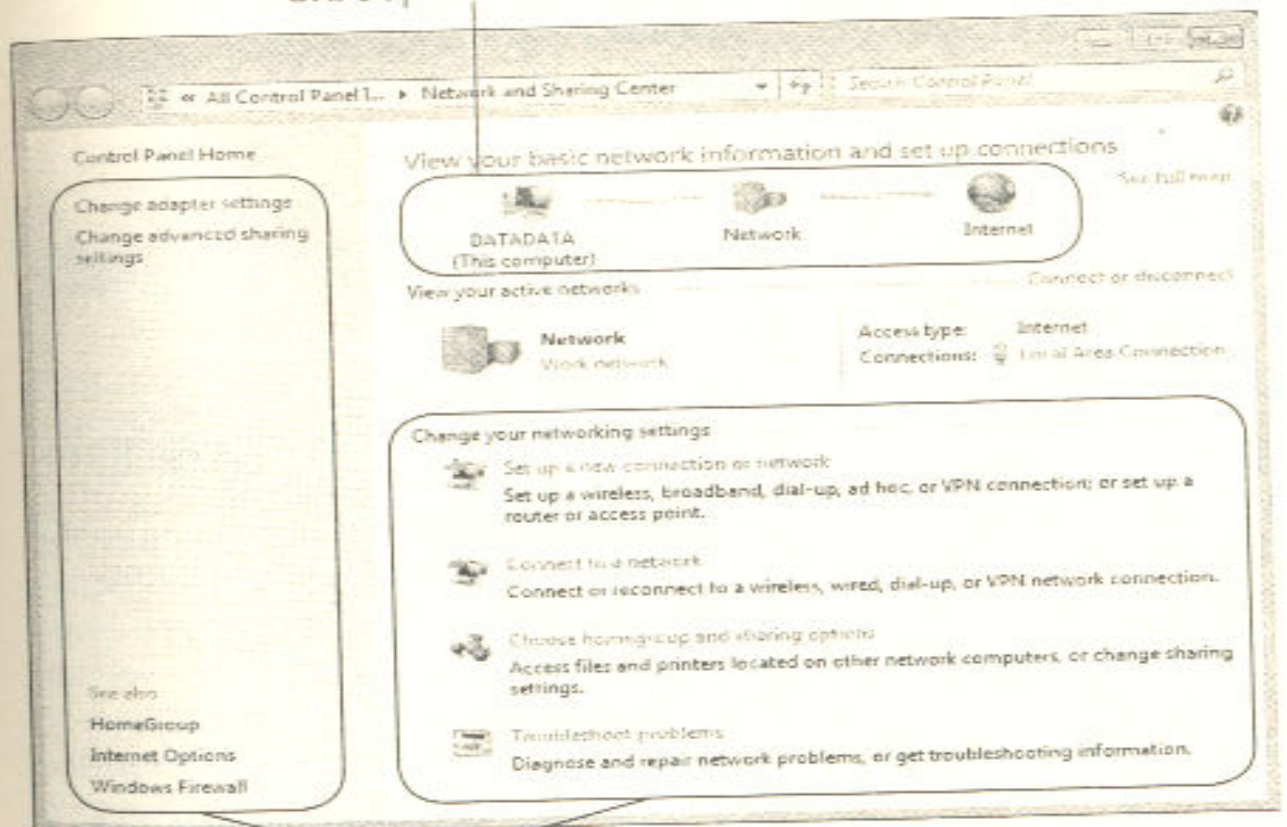 « All Control Panel I... ▸ Network and Sharing Center
Search Control Panel
Control Panel Home
Change adapter settings
Change advanced sharing
settings
See also
HomeGroup
Internet Options
Windows Firewall
View your basic network information and set up connections
See full map
DATADATA
(This computer)
Network
Internet
View your active networks
Connect or disconnect
Network
Work network
Access type: Internet
Connections: Local Area Connection
Change your networking settings
Set up a new connection or network
Set up a wireless, broadband, dial-up, ad hoc, or VPN connection; or set up a
router or access point.
Connect to a network
Connect or reconnect to a wireless, wired, dial-up, or VPN network connection.
Choose homegroup and sharing options
Access files and printers located on other network computers, or change sharing
settings.
Troubleshoot problems
Diagnose and repair network problems, or get troubleshooting information.